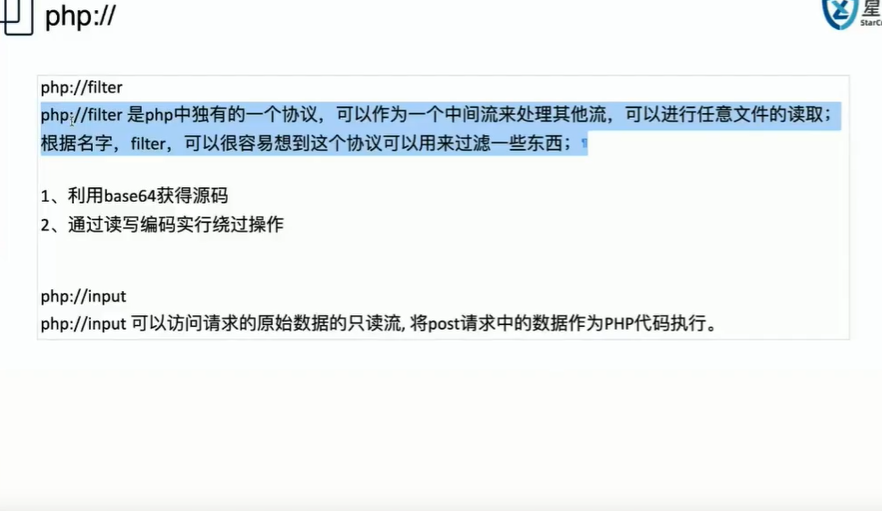 php://
星
StarC
php://filter
php://filter 是php中独有的一个协议，可以作为一个中间流来处理其他流，可以进行任意文件的读取；
根据名字，filter，可以很容易想到这个协议可以用来过滤一些东西；
1、利用base64获得源码
2、通过读写编码实行绕过操作
php://input
php://input 可以访问请求的原始数据的只读流, 将post请求中的数据作为PHP代码执行。